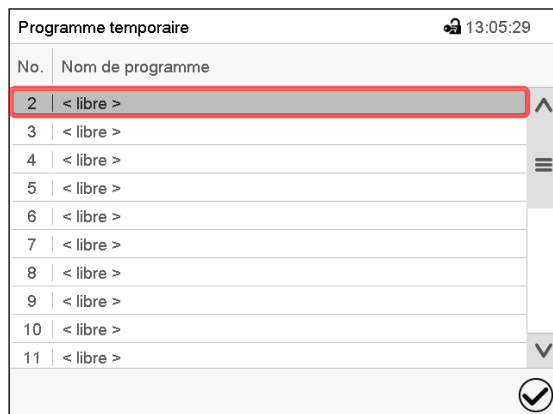 Programme temporaire 13:05:29
No. Nom de programme
2 < libre >
3 < libre >
4 < libre >
5 < libre >
6 < libre >
7 < libre >
8 < libre >
9 < libre >
10 < libre >
11 < libre >